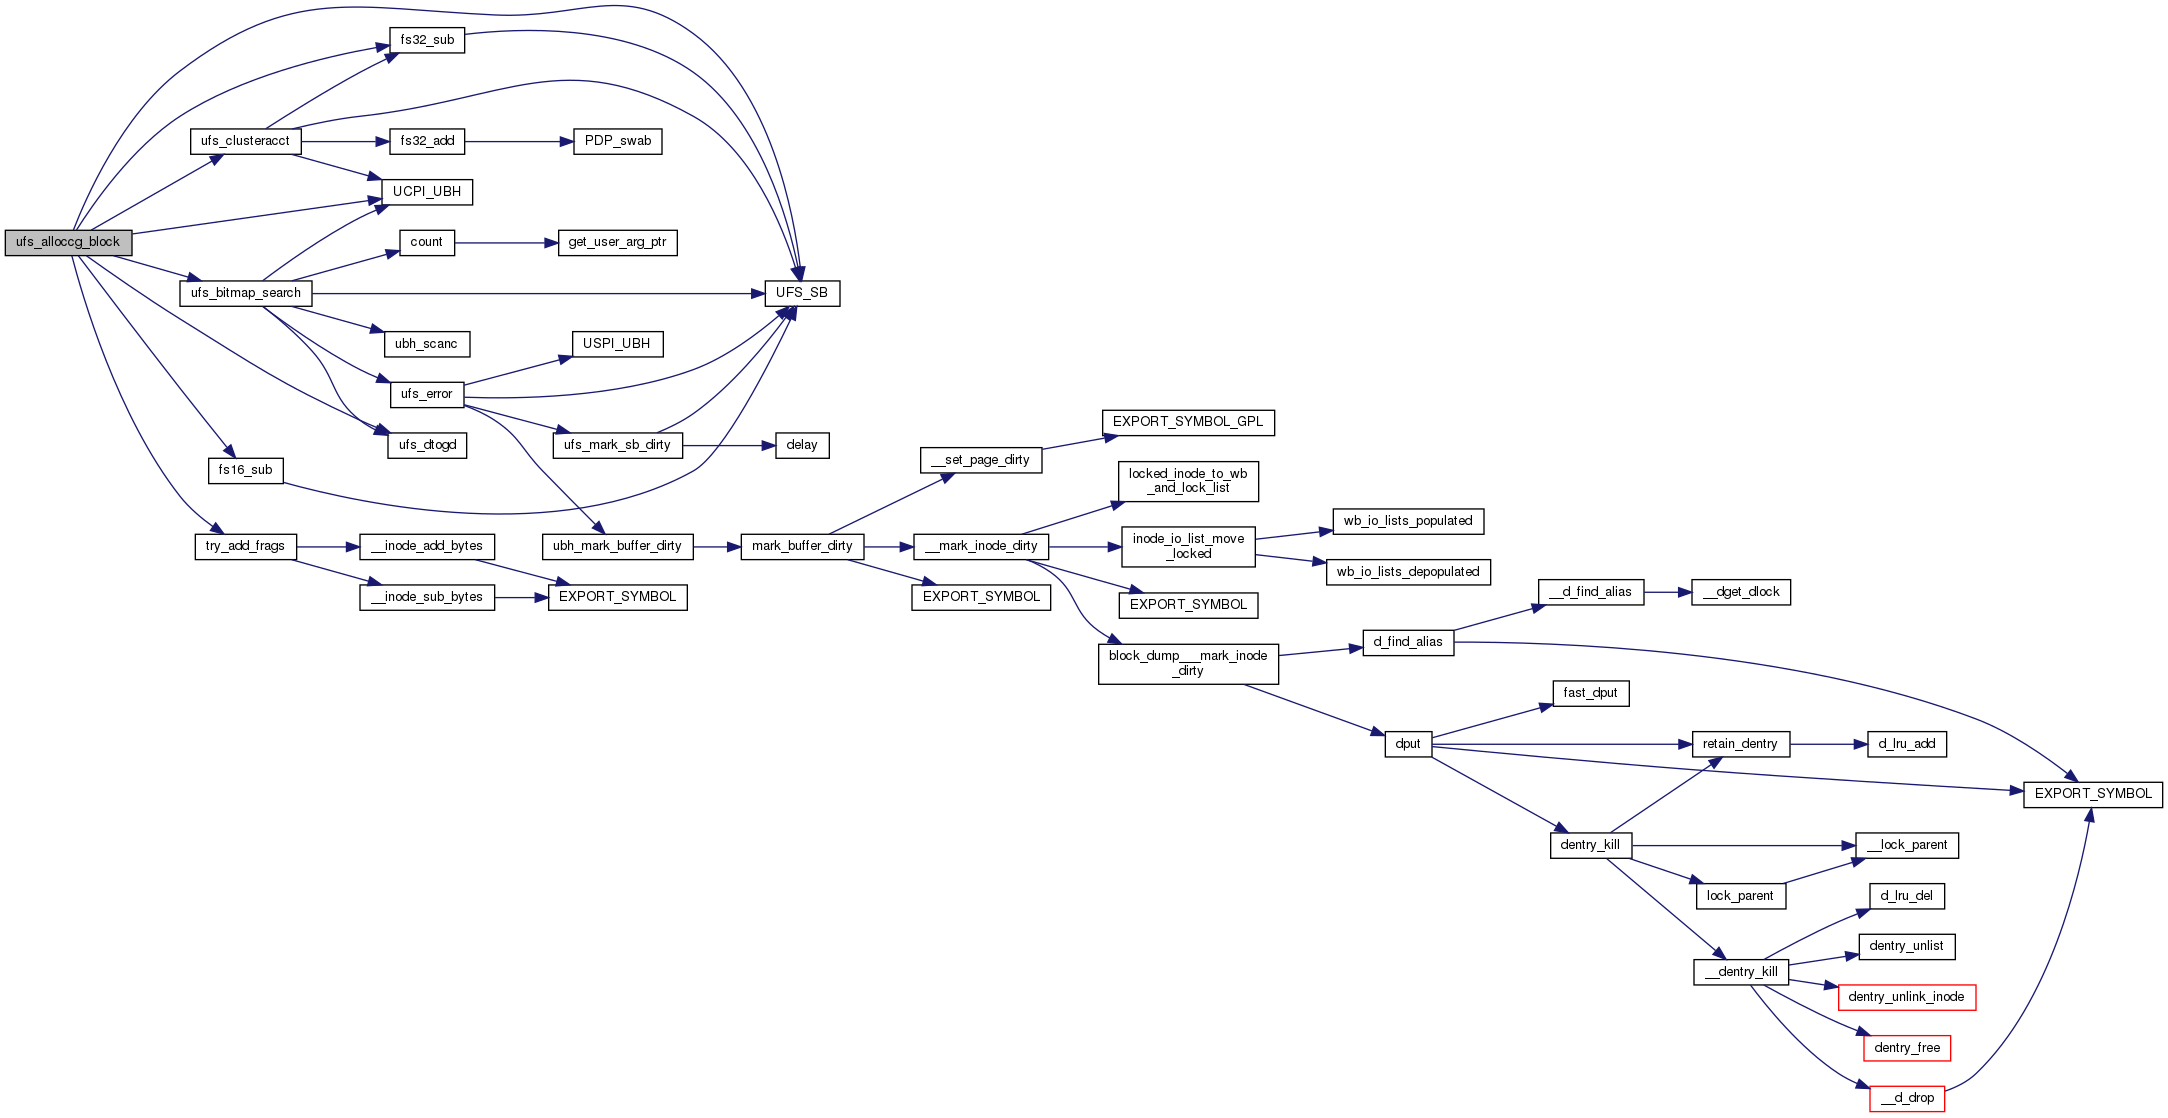 fs32_sub
ufs_clusteracct
fs32_add
PDP_swab
UCPI_UBH
ufs_alloccg_block
count
get_user_arg_ptr
ufs_bitmap_search
UFS_SB
ubh_scanc
USPI_UBH
ufs_error
EXPORT_SYMBOL_GPL
ufs_dtogd
ufs_mark_sb_dirty
delay
fs16_sub
__set_page_dirty
locked_inode_to_wb
_and_lock_list
wb_io_lists_populated
try_add_frags
__inode_add_bytes
ubh_mark_buffer_dirty
mark_buffer_dirty
__mark_inode_dirty
inode_io_list_move
_locked
wb_io_lists_depopulated
__inode_sub_bytes
EXPORT_SYMBOL
EXPORT_SYMBOL
EXPORT_SYMBOL
__d_find_alias
__dget_dlock
d_find_alias
block_dump___mark_inode
_dirty
fast_dput
dput
retain_dentry
d_lru_add
EXPORT_SYMBOL
dentry_kill
__lock_parent
lock_parent
d_lru_del
dentry_unlist
__dentry_kill
dentry_unlink_inode
dentry_free
__d_drop